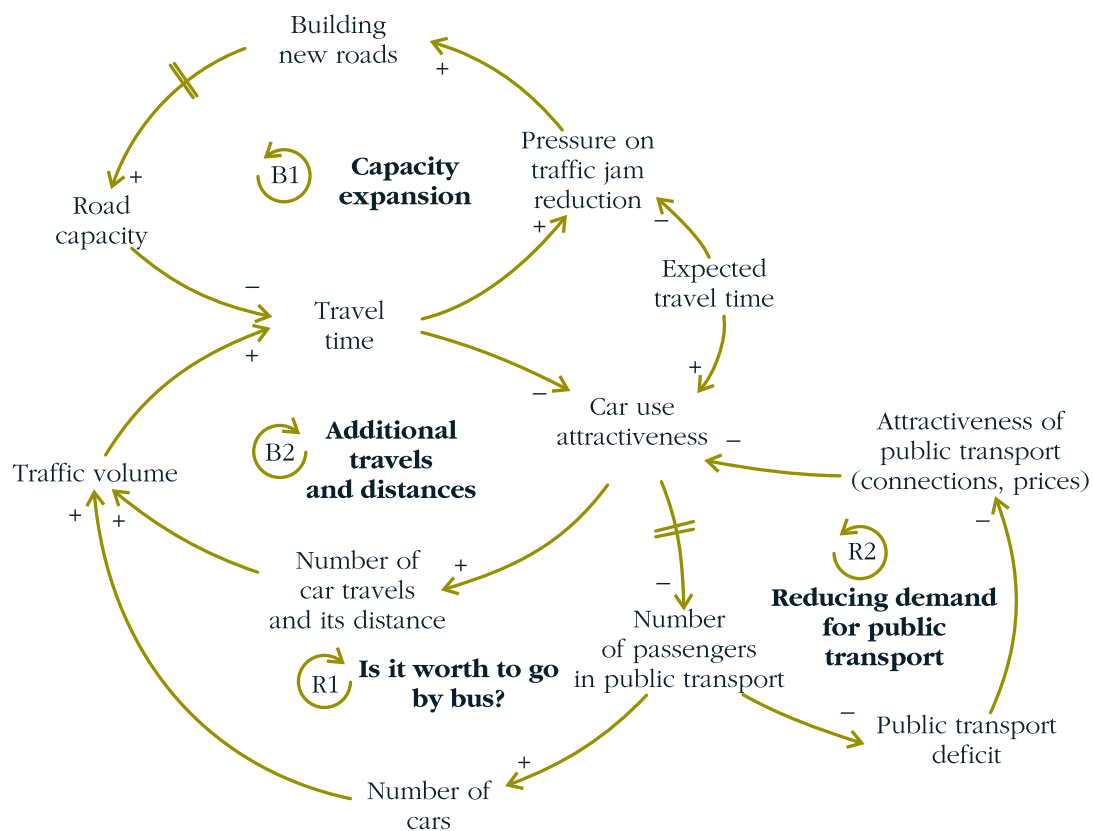 Building
new roads
+
+
Pressure on
traffic jam
reduction
B1
Capacity
expansion
+
Road
capacity
+
–
Expected
travel time
–
Travel
time
+
+
–
Car use
attractiveness
–
Attractiveness of
public transport
(connections, prices)
B2
Additional
travels
and distances
Traffic volume
+
+
–
R2
Number of
car travels
and its distance
+
–
Reducing demand
for public
transport
Number
of passengers
in public transport
R1
Is it worth to go
by bus?
–
Public transport
deficit
+
Number of
cars